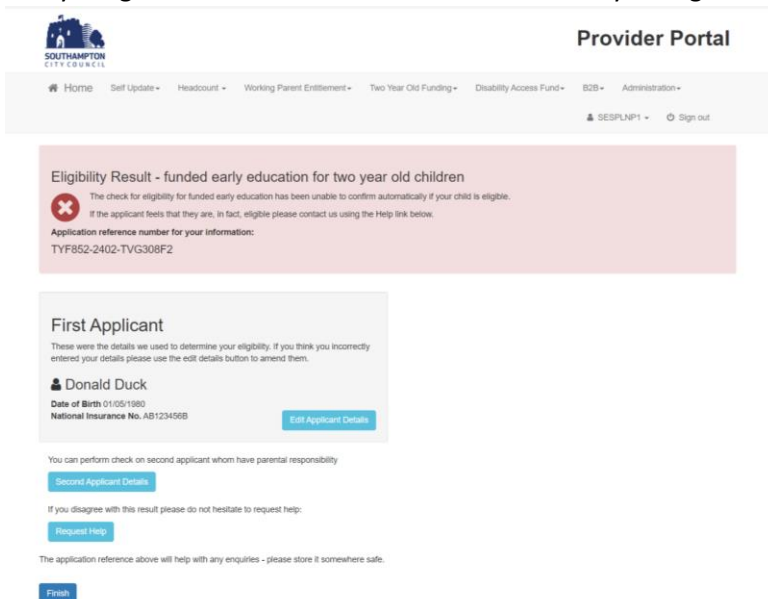 SOUTHAMPTON
CITY COUNCIL
Provider Portal
Home Self Update Headcount Working Parent Entitlement Two Year Old Funding Disability Access Fund B2B Administration
SESPLNP1 Sign out
Eligibility Result - funded early education for two year old children
The check for eligibility for funded early education has been unable to confirm automatically if your child is eligible.
If the applicant feels that they are, in fact, eligible please contact us using the Help link below.
Application reference number for your information:
TYF852-2402-TVG308F2
First Applicant
These were the details we used to determine your eligibility. If you think you incorrectly
entered your details please use the edit details button to amend them.
Donald Duck
Date of Birth 01/05/1980
National Insurance No. AB123456B
Edit Applicant Details
You can perform check on second applicant whom have parental responsibility
Second Applicant Details
If you disagree with this result please do not hesitate to request help:
Request Help
The application reference above will help with any enquiries - please store it somewhere safe.
Finish